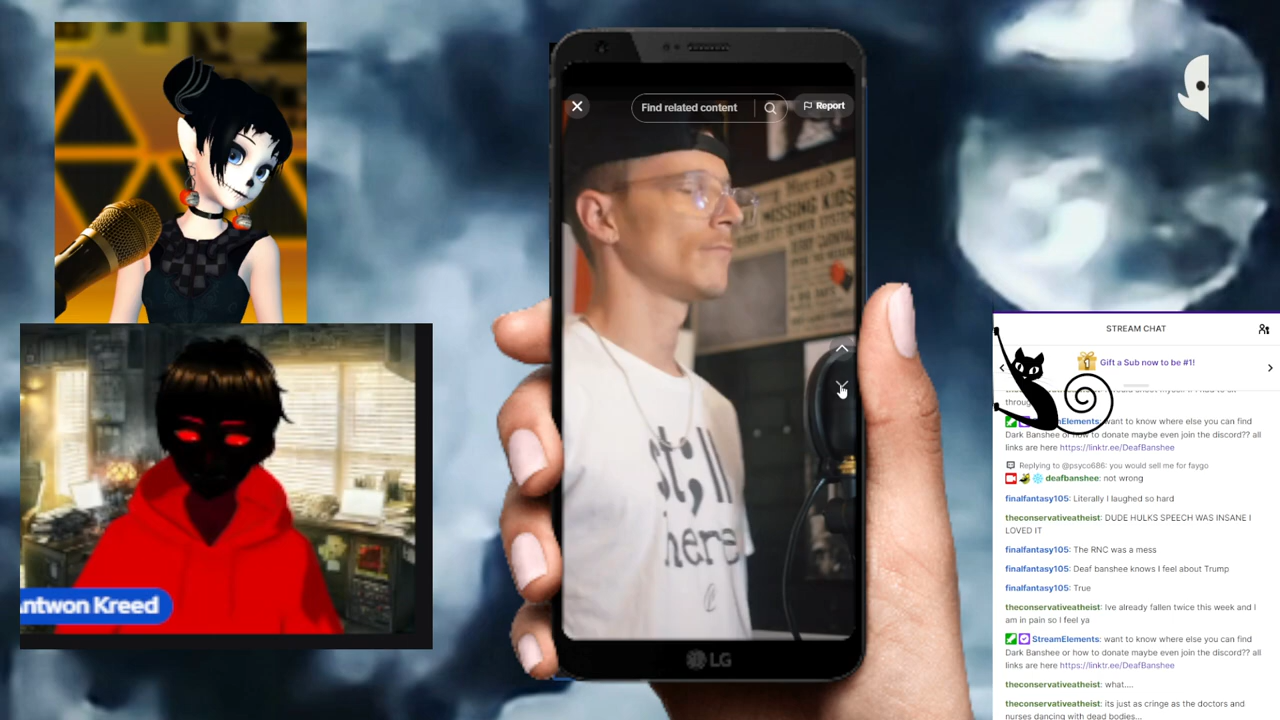 Find related content
Report
Herald
MISSING KIDS
st;ll
here
LG
Antwon Kreed
STREAM CHAT
Gift a Sub now to be #1!
throug
Elements: want to know where else you can find
Dark Banshee or how to donate maybe even join the discord?? all
links are here https://linktr.ee/DeafBanshee
Replying to @psyco686: you would sell me for faygo
deafbanshee: not wrong
finalfantasy105: Literally I laughed so hard
theconservativeatheist: DUDE HULKS SPEECH WAS INSANE I
LOVED IT
finalfantasy105: The RNC was a mess
finalfantasy105: Deaf banshee knows I feel about Trump
finalfantasy105: True
theconservativeatheist: Ive already fallen twice this week and I
am in pain so I feel ya
StreamElements: want to know where else you can find
Dark Banshee or how to donate maybe even join the discord?? all
links are here https://linktr.ee/DeafBanshee
theconservativeatheist: what....
theconservativeatheist: its just as cringe as the doctors and
nurses dancing with dead bodies...